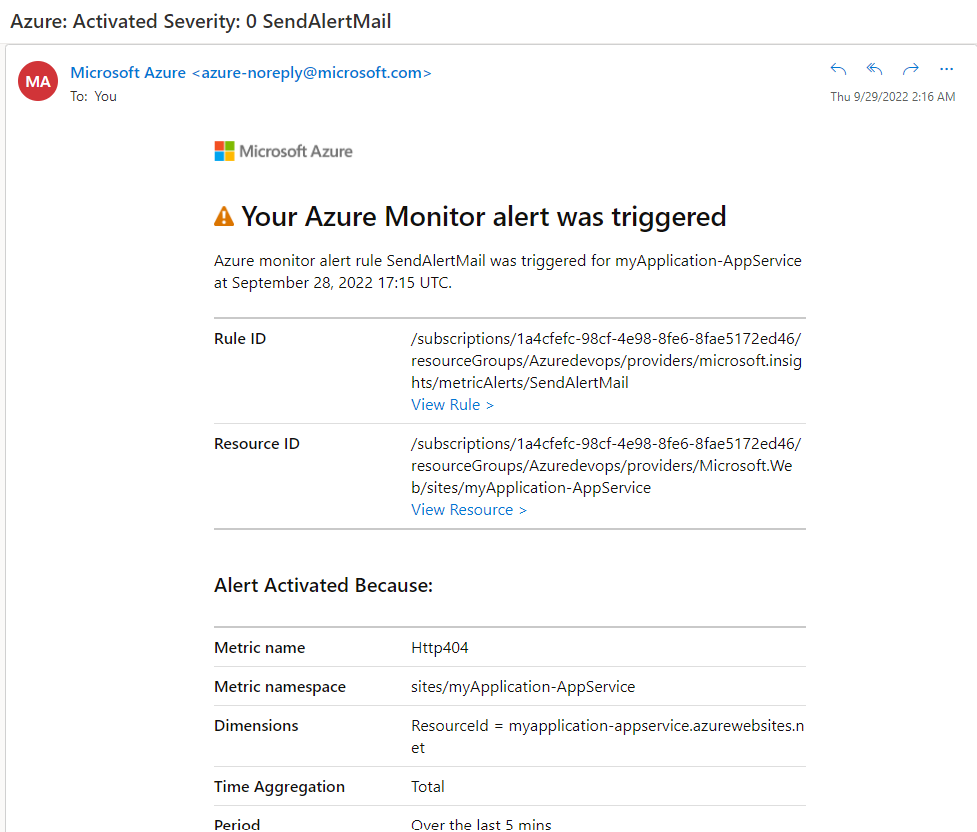 Azure: Activated Severity: 0 SendAlertMail
MA
Microsoft Azure <azure-noreply@microsoft.com>
To: You
Thu 9/29/2022 2:16 AM
Microsoft Azure
Your Azure Monitor alert was triggered
Azure monitor alert rule SendAlertMail was triggered for myApplication-AppService
at September 28, 2022 17:15 UTC.
Rule ID
/subscriptions/1a4cfefc-98cf-4e98-8fe6-8fae5172ed46/
resourceGroups/Azuredevops/providers/microsoft.insig
hts/metricAlerts/SendAlertMail
View Rule >
Resource ID
/subscriptions/1a4cfefc-98cf-4e98-8fe6-8fae5172ed46/
resourceGroups/Azuredevops/providers/Microsoft.We
b/sites/myApplication-AppService
View Resource >
Alert Activated Because:
Metric name Http404
Metric namespace sites/myApplication-AppService
Dimensions ResourceId = myapplication-appservice.azurewebsites.n
et
Time Aggregation Total
Period Over the last 5 mins